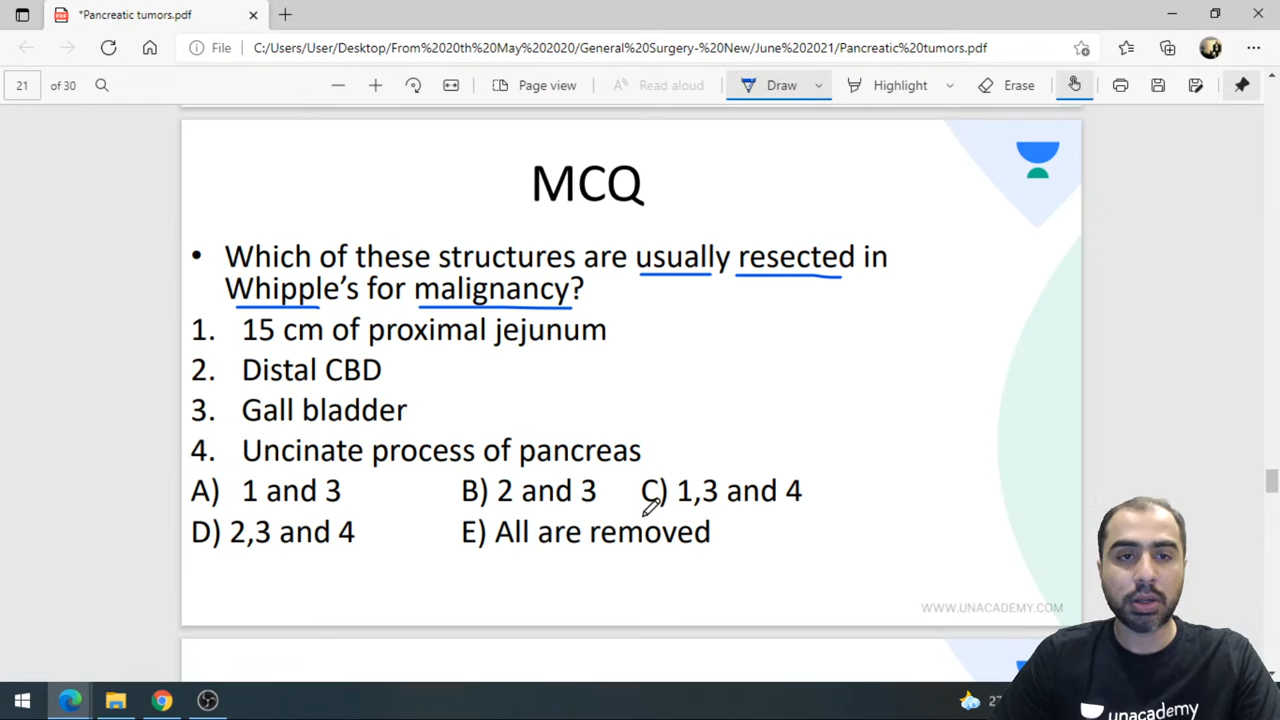 *Pancreatic tumors.pdf
File C:/Users/User/Desktop/From%2020th%20May%202020/General%20Surgery-%20New/June%202021/Pancreatic%20tumors.pdf
21 of 30 Page view Read aloud Draw Highlight Erase
MCQ
• Which of these structures are usually resected in
Whipple's for malignancy?
1. 15 cm of proximal jejunum
2. Distal CBD
3. Gall bladder
4. Uncinate process of pancreas
A) 1 and 3 B) 2 and 3 C) 1,3 and 4
D) 2,3 and 4 E) All are removed
WWW.UNACADEMY.COM
unacademy